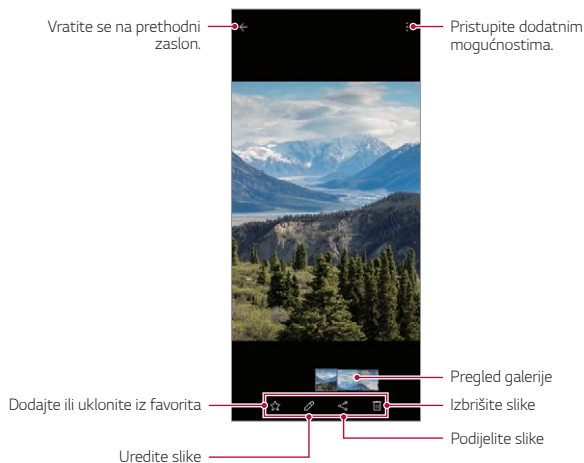 Vratite se na prethodni
zaslon.
Pristupite dodatnim
mogućnostima.
Pregled galerije
Dodajte ili uklonite iz favorita
Izbrišite slike
Podijelite slike
Uredite slike